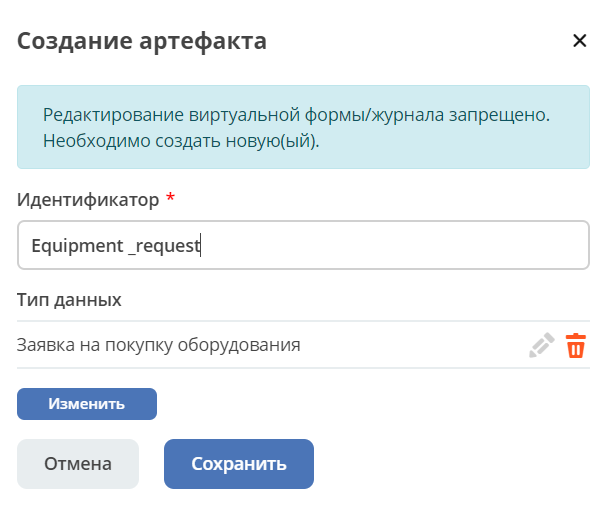 Создание артефакта
Редактирование виртуальной формы/журнала запрещено.
Необходимо создать новую(ый).
Идентификатор *
Equipment _request
Тип данных
Заявка на покупку оборудования
Изменить
Отмена
Сохранить